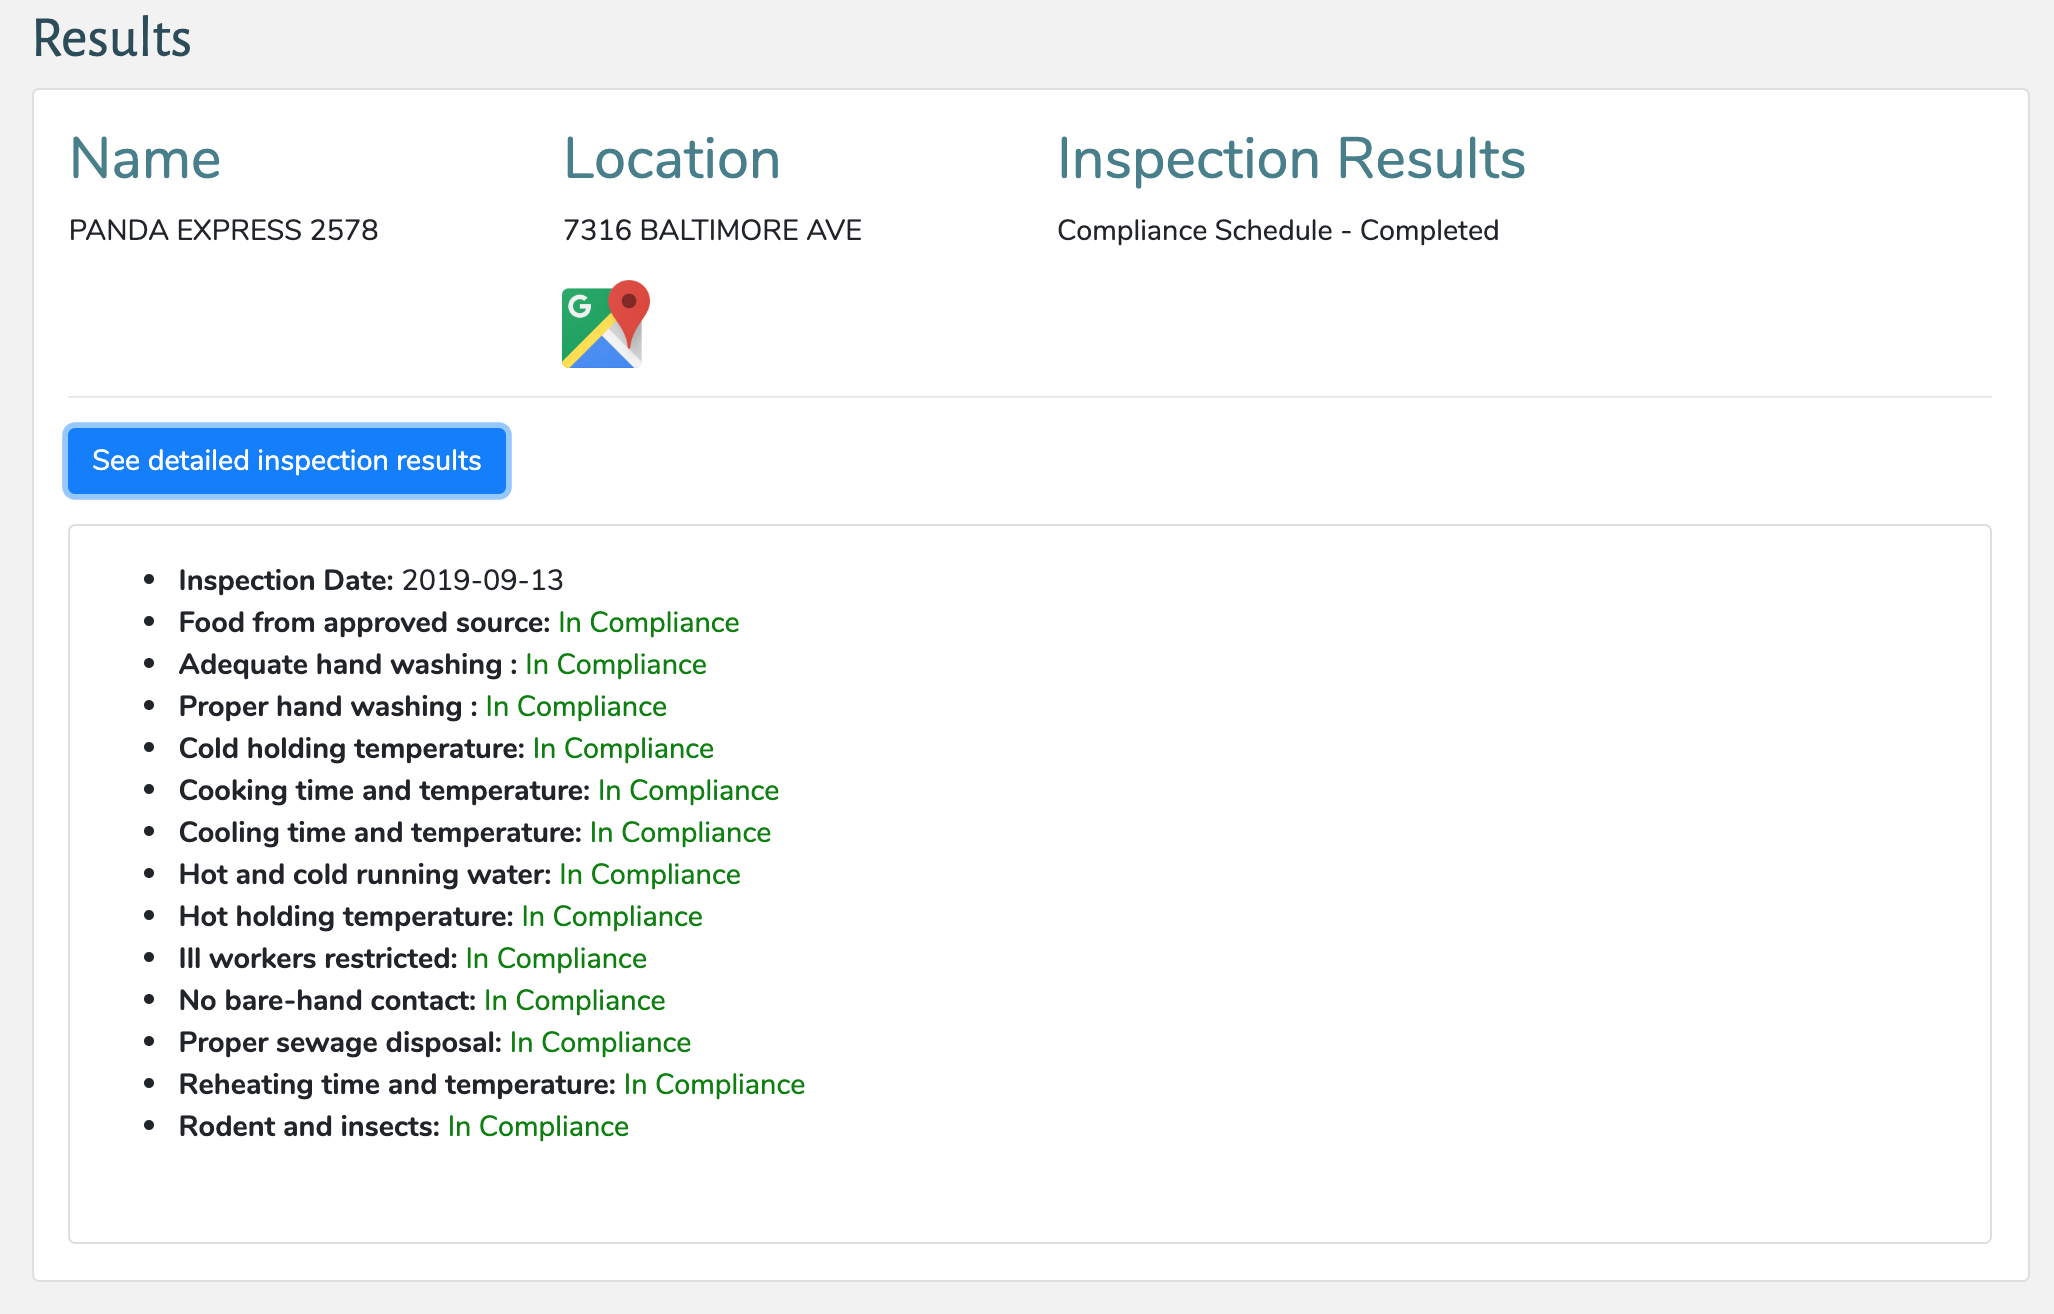 Results
Name
Location
Inspection Results
PANDA EXPRESS 2578
7316 BALTIMORE AVE
Compliance Schedule - Completed
G
See detailed inspection results
Inspection Date: 2019-09-13
Food from approved source: In Compliance
Adequate hand washing : In Compliance
Proper hand washing : In Compliance
Cold holding temperature: In Compliance
Cooking time and temperature: In Compliance
Cooling time and temperature: In Compliance
Hot and cold running water: In Compliance
Hot holding temperature: In Compliance
Ill workers restricted: In Compliance
No bare-hand contact: In Compliance
Proper sewage disposal: In Compliance
Reheating time and temperature: In Compliance
Rodent and insects: In Compliance